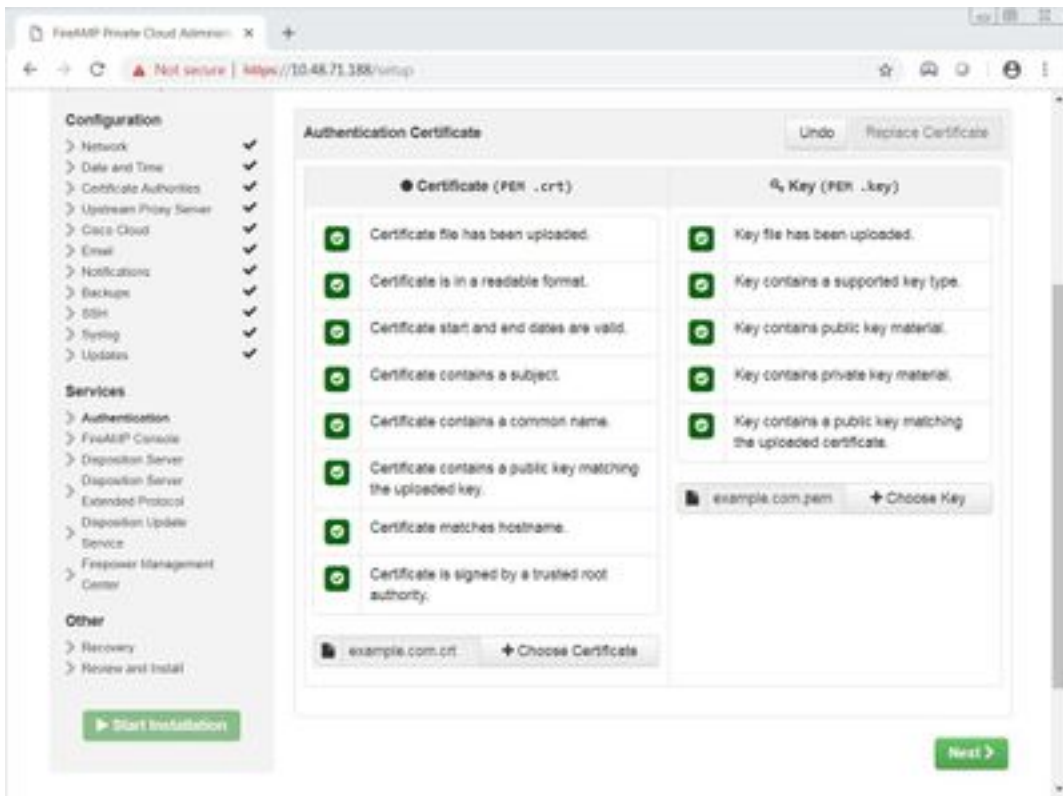 FireAMP Private Cloud Adminis
Not secure | https://10.48.71.188/setup
Configuration
Network
Date and Time
Certificate Authorities
Upstream Proxy Server
Cisco Cloud
Email
Notifications
Backups
SSH
Syslog
Updates
Services
Authentication
FireAMP Console
Disposition Server
Disposition Server
Extended Protocol
Disposition Update
Service
Firepower Management
Center
Other
Recovery
Review and Install
Start Installation
Authentication Certificate
Undo
Replace Certificate
Certificate (PEM .crt)
Certificate file has been uploaded.
Certificate is in a readable format.
Certificate start and end dates are valid.
Certificate contains a subject.
Certificate contains a common name.
Certificate contains a public key matching
the uploaded key.
Certificate matches hostname.
Certificate is signed by a trusted root
authority.
example.com.crt
+ Choose Certificate
Key (PEM .key)
Key file has been uploaded.
Key contains a supported key type.
Key contains public key material.
Key contains private key material.
Key contains a public key matching
the uploaded certificate.
example.com.pem
+ Choose Key
Next